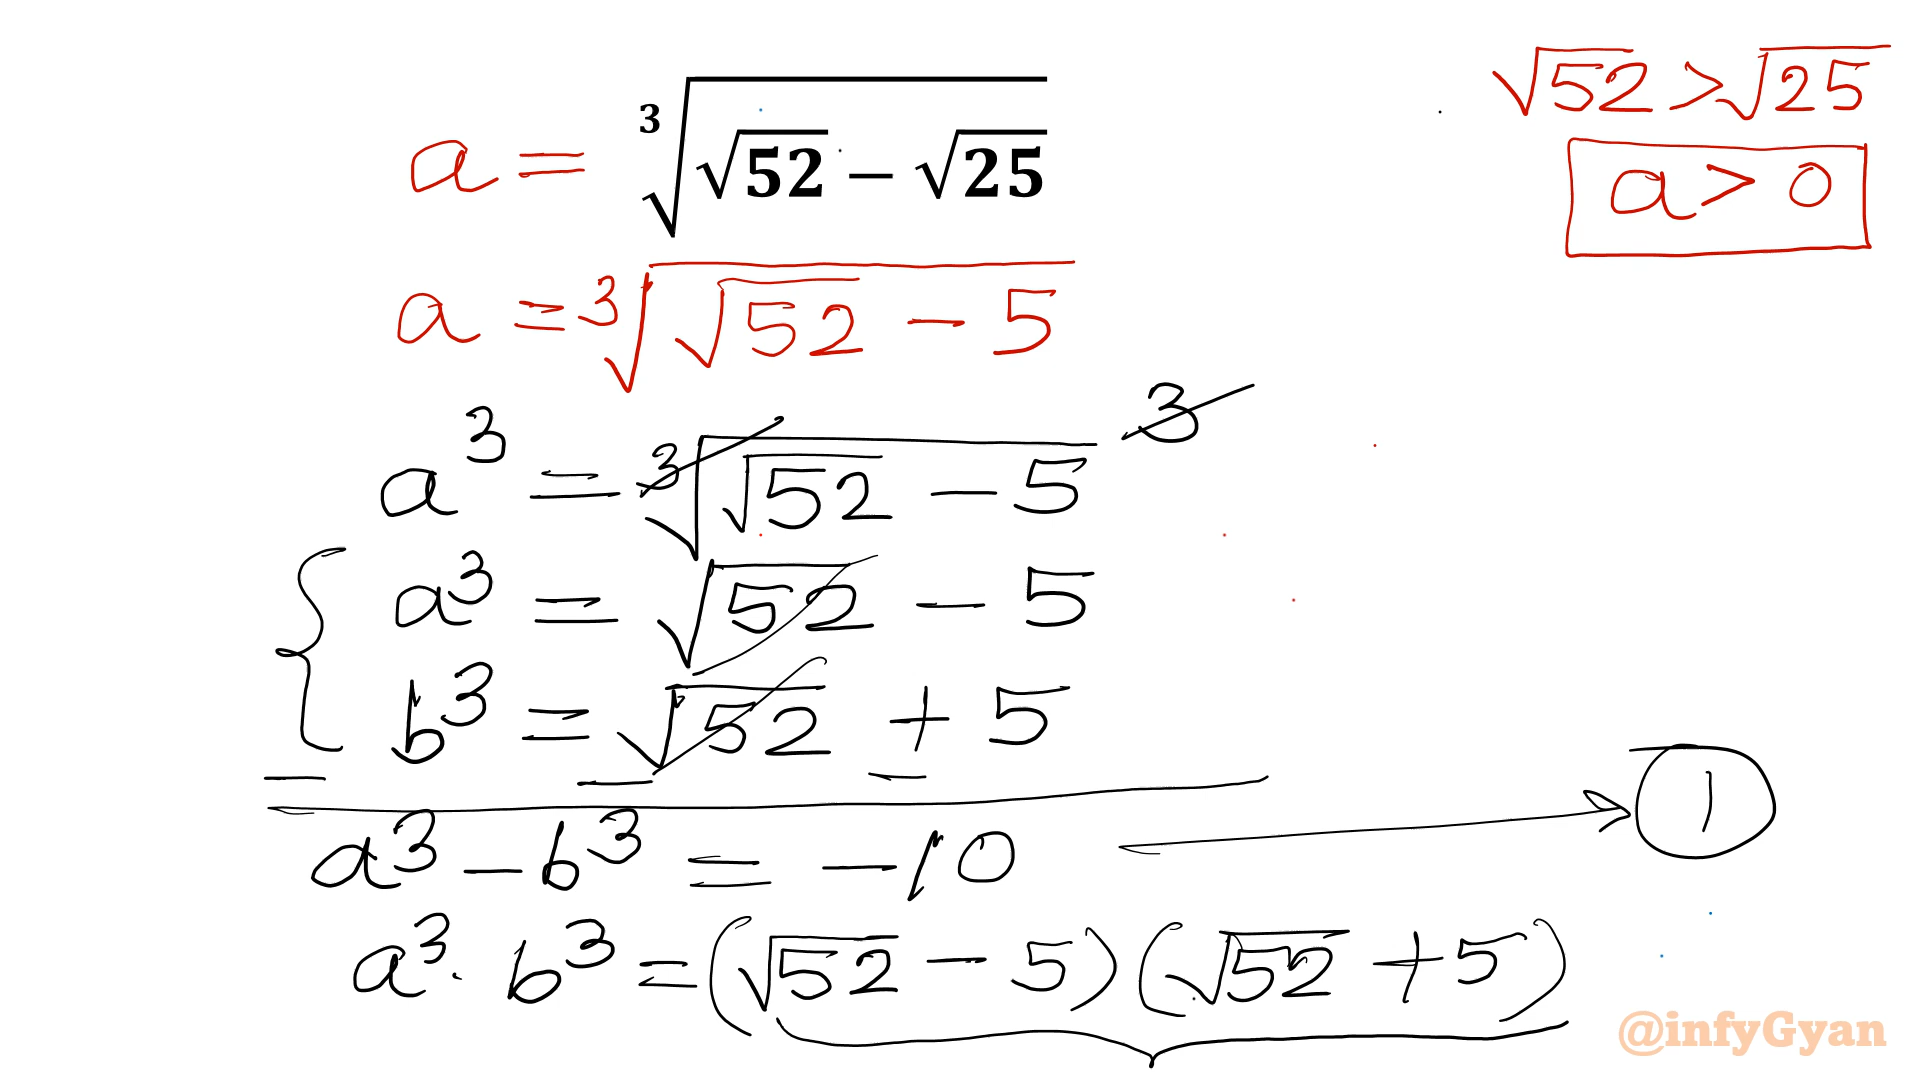 a = ∛(√52 − √25)
√52 > √25
a > 0
a = ∛(√52 − 5)
a³ = ∛(√52 − 5)³
a³ = √52 − 5
b³ = √52 + 5
− − −
a³ − b³ = −10
1
a³ · b³ = (√52 − 5)(√52 + 5)
@infyGyan